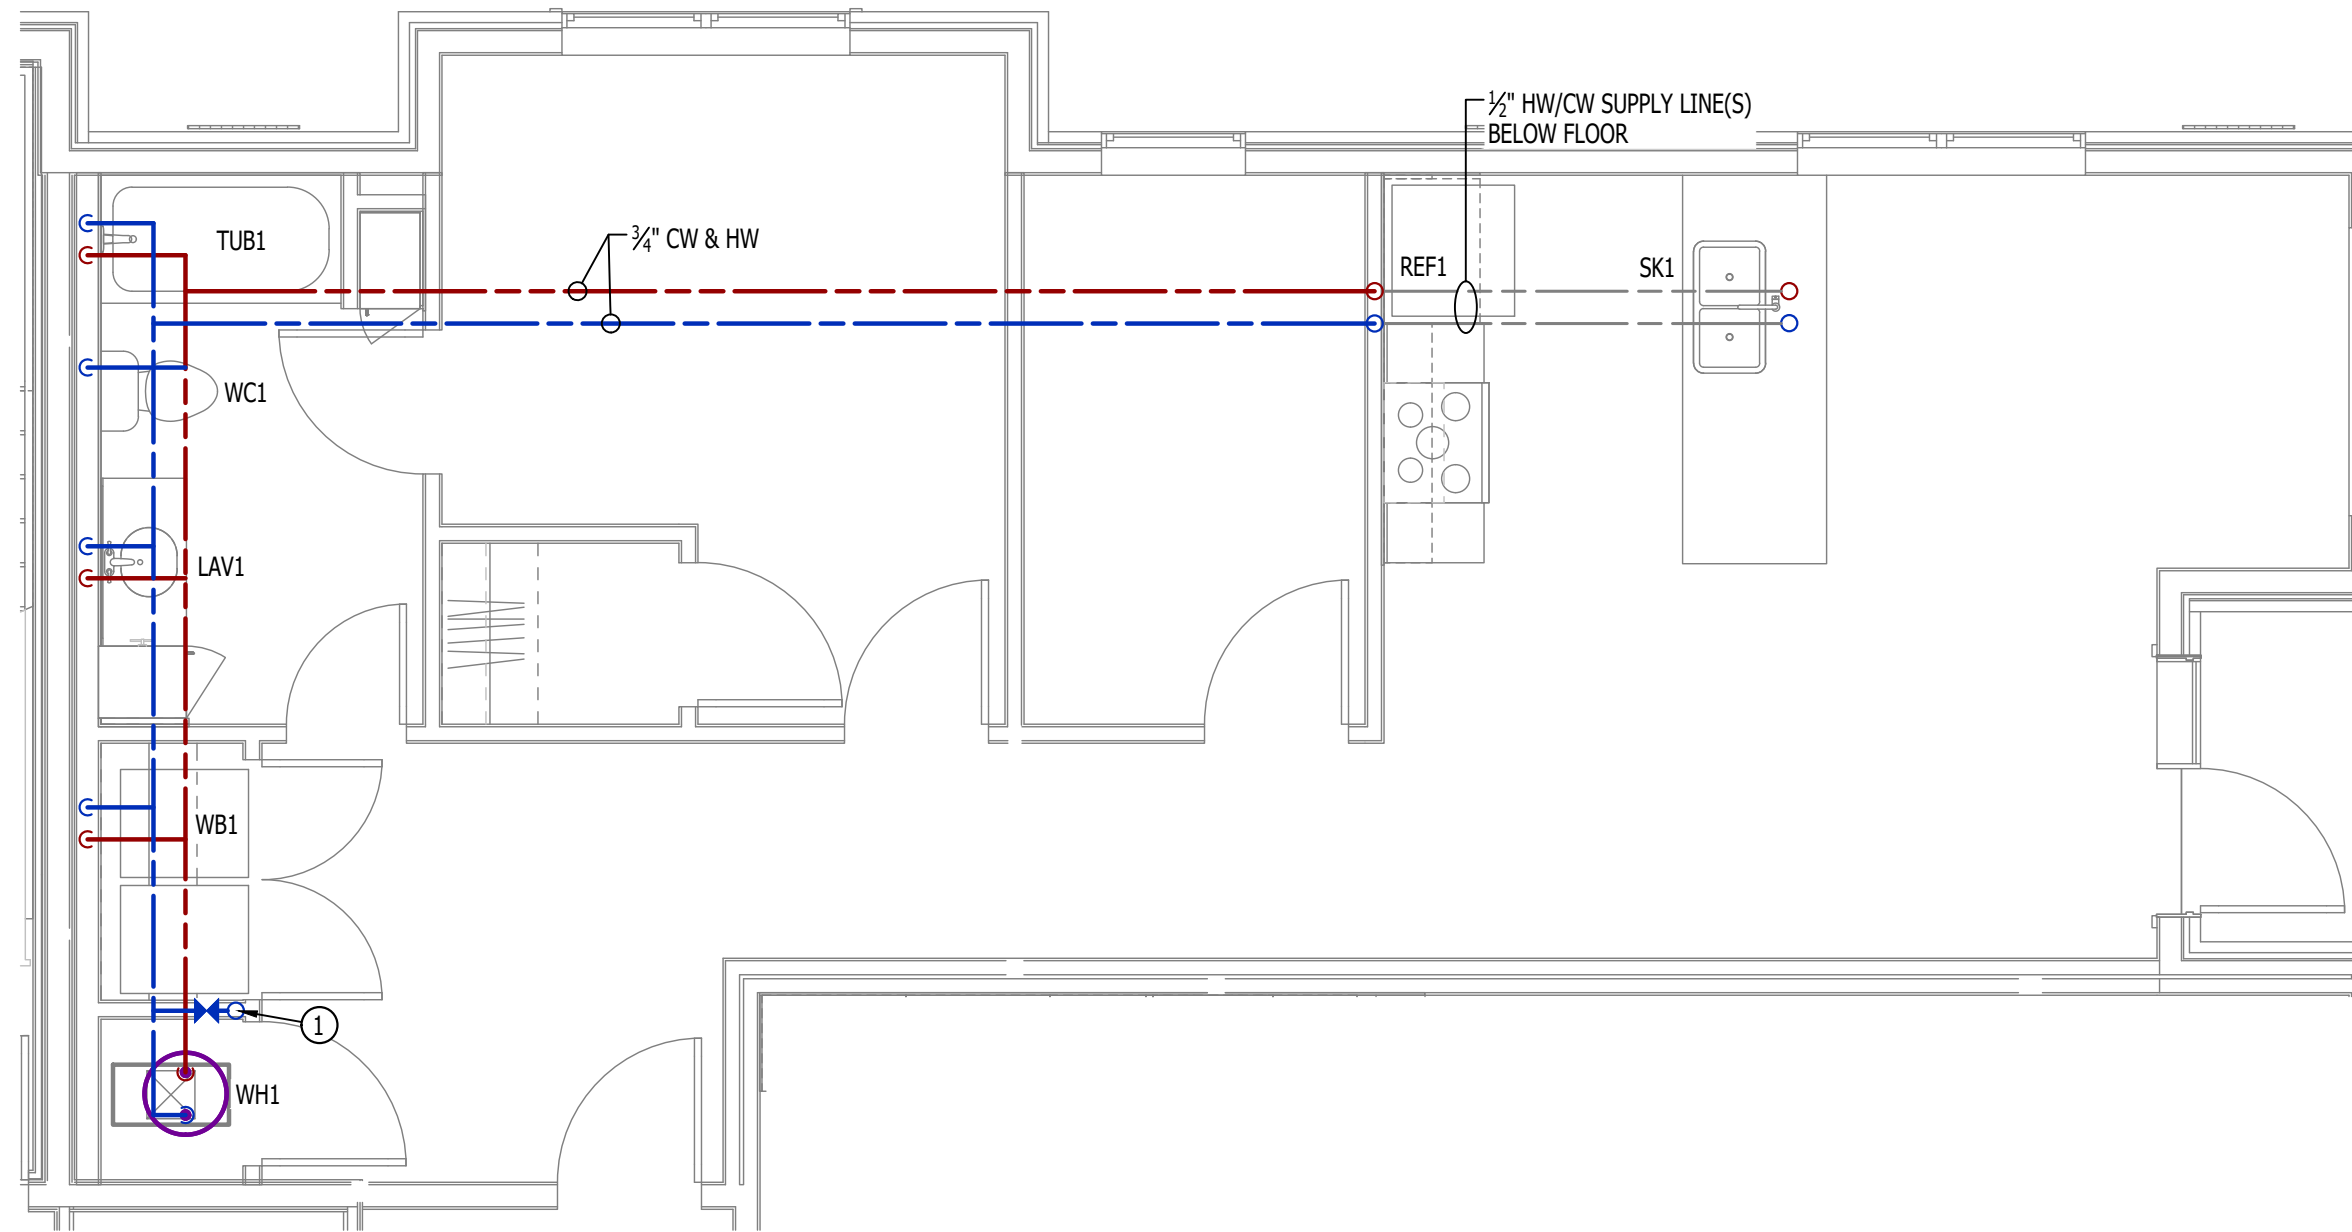 ½" HW/CW SUPPLY LINE(S)
BELOW FLOOR
TUB1
¾" CW & HW
REF1
SK1
WC1
LAV1
WB1
1
WH1